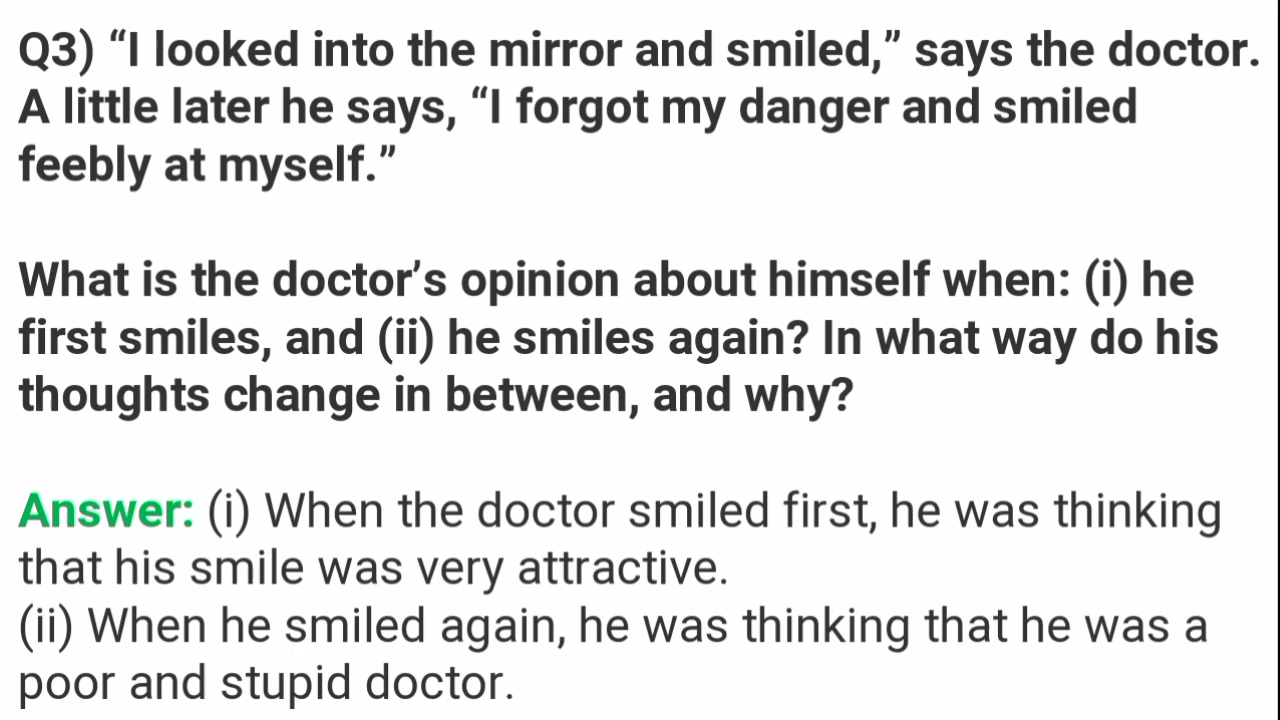 Q3) “I looked into the mirror and smiled,” says the doctor.
A little later he says, “I forgot my danger and smiled
feebly at myself.”
What is the doctor’s opinion about himself when: (i) he
first smiles, and (ii) he smiles again? In what way do his
thoughts change in between, and why?
Answer: (i) When the doctor smiled first, he was thinking
that his smile was very attractive.
(ii) When he smiled again, he was thinking that he was a
poor and stupid doctor.